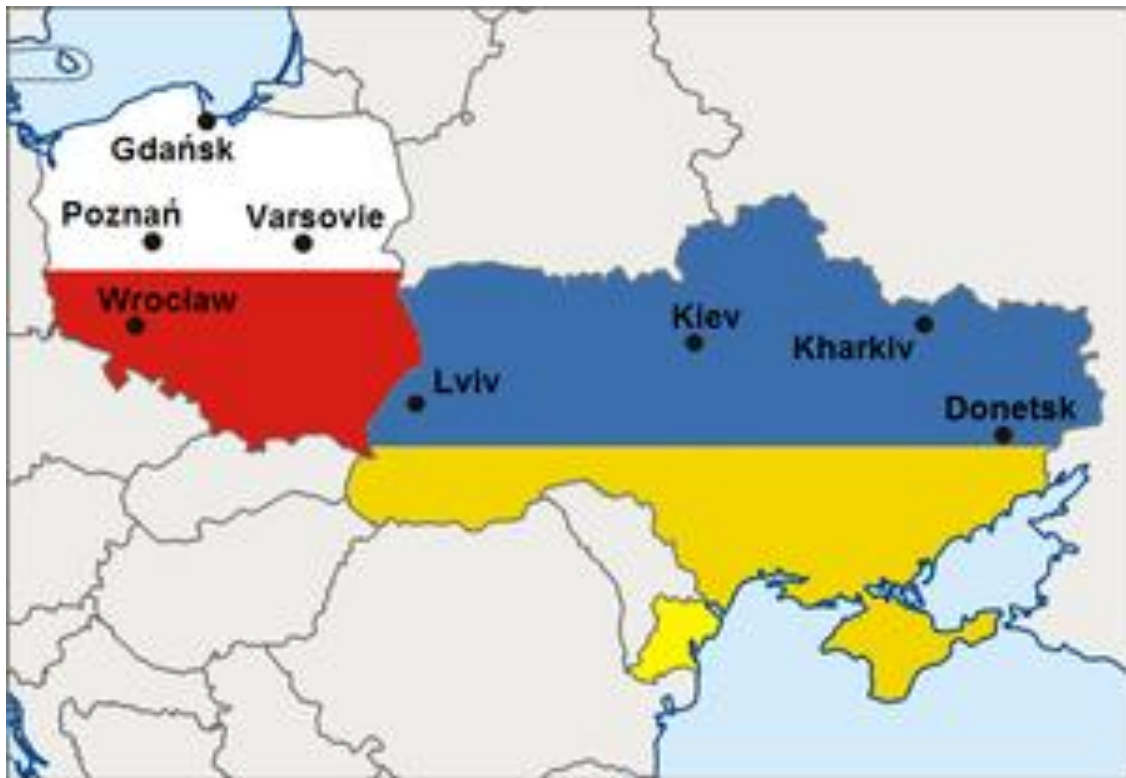 Gdańsk
Poznań
Varsovie
Wrocław
Kiev
Kharkiv
Lviv
Donetsk